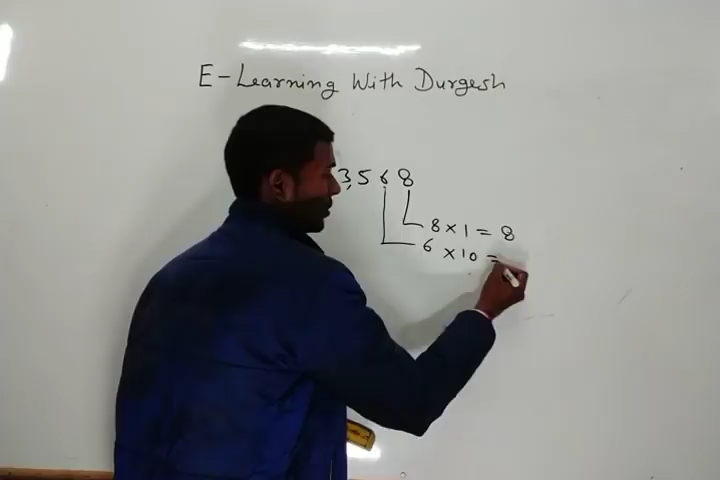 E-Learning With Durgesh
3,568
8 × 1 = 8
6 × 10 =